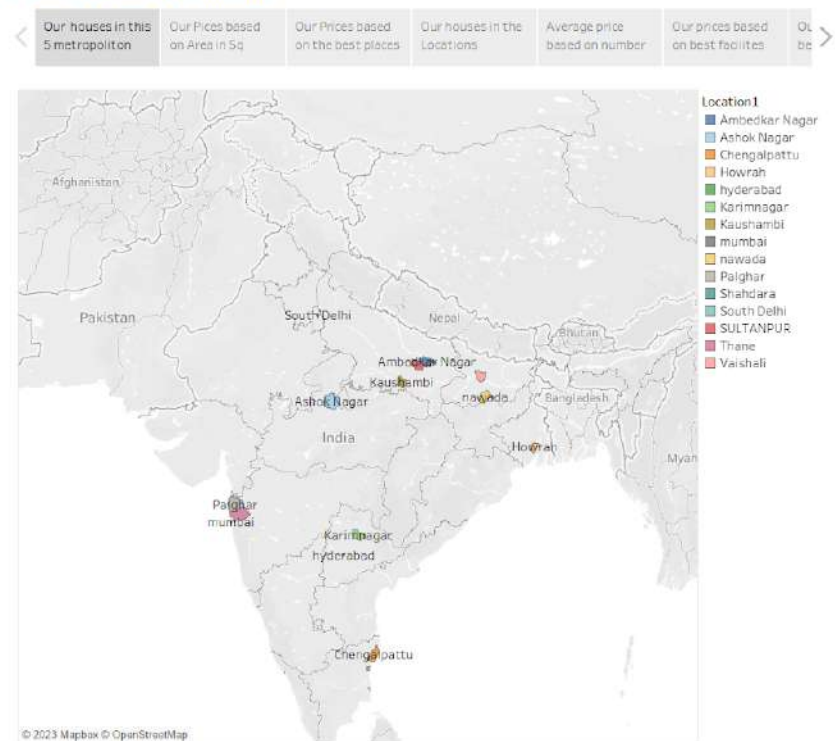 Our houses in this
5 metropoliton
Our Pices based
on Area in Sq
Our Prices based
on the best places
Our houses in the
Locations
Average price
based on number
Our prices based
on best facilites
Location1
Ambedkar Nagar
Ashok Nagar
Chengalpattu
Howrah
hyderabad
Karimnagar
Kaushambi
mumbai
nawada
Palghar
Shahdara
South Delhi
SULTANPUR
Thane
Vaishali
Afghanistan
Pakistan
South Delhi
Nepal
Bhutan
Ambedkar Nagar
Kaushambi
Ashok Nagar
nawada
Bangladesh
India
Howrah
Myan
Palghar
mumbai
Karimnagar
hyderabad
Chengalpattu
© 2023 Mapbox © OpenStreetMap